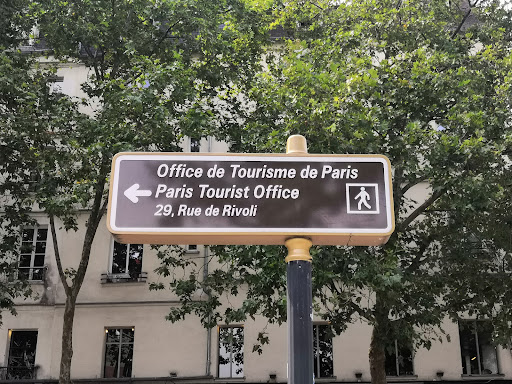 Office de Tourisme de Paris
Paris Tourist Office
29, Rue de Rivoli